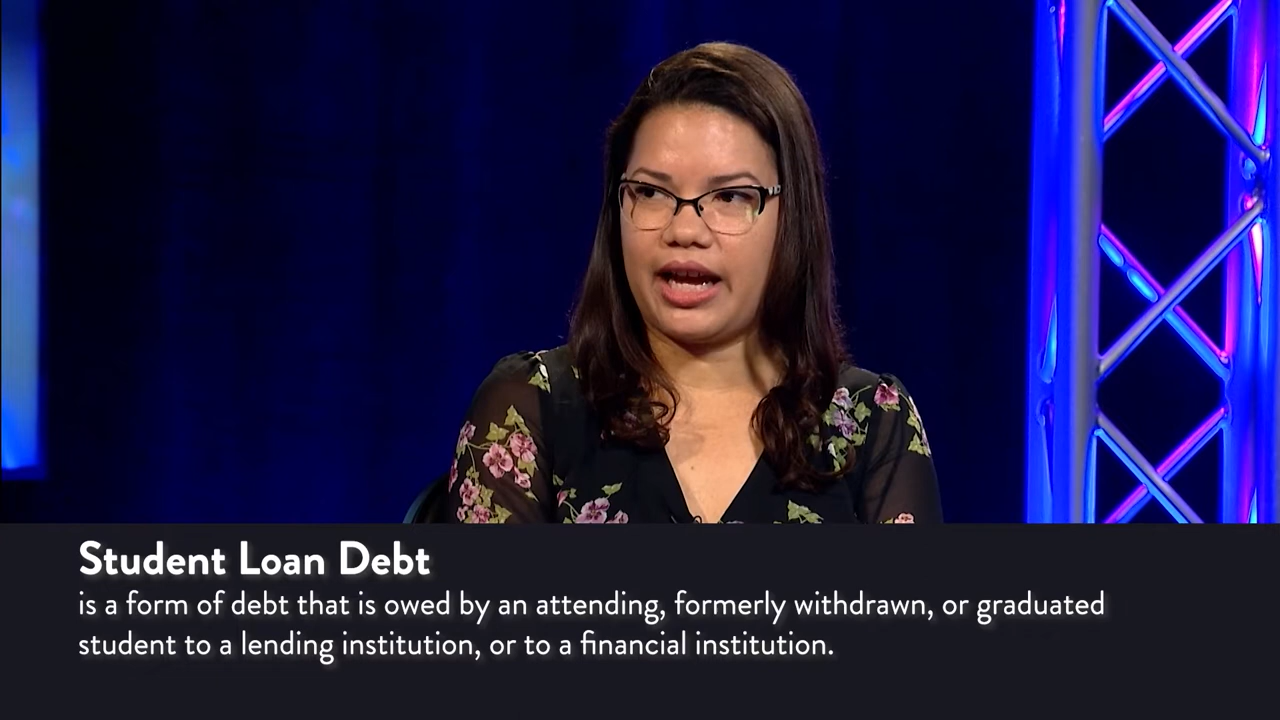 Student Loan Debt
is a form of debt that is owed by an attending, formerly withdrawn, or graduated
student to a lending institution, or to a financial institution.